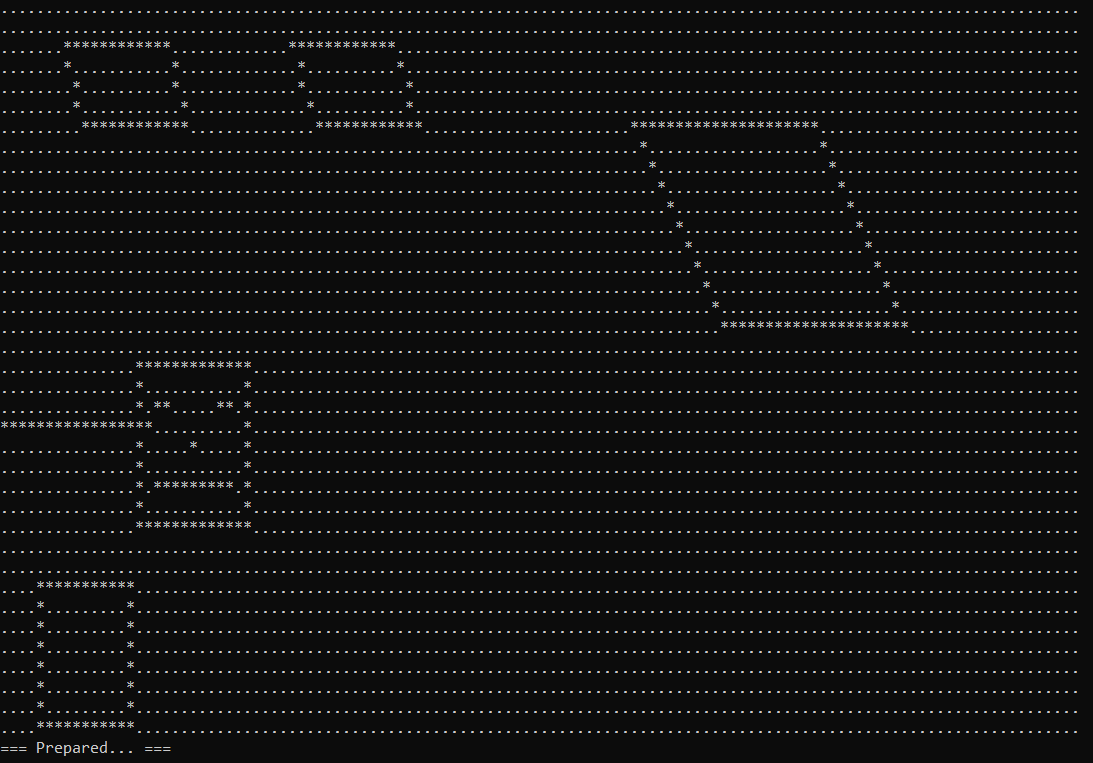 === Prepared... ===